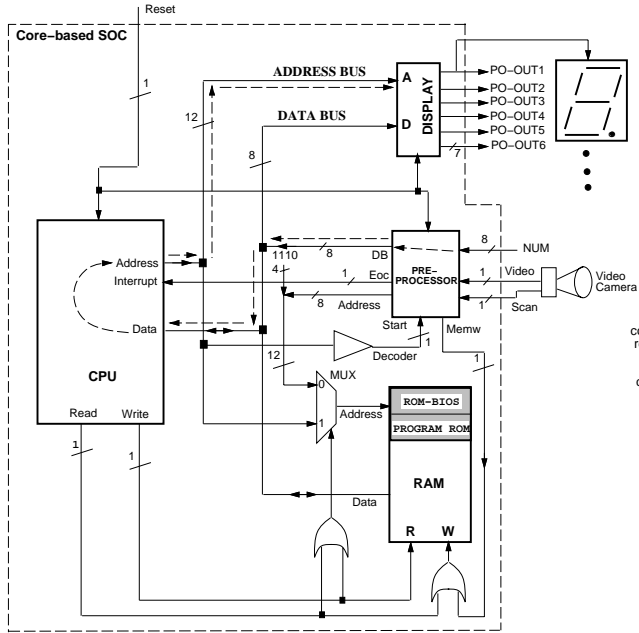 Reset
Core–based SOC
1
12
ADDRESS BUS
DATA BUS
8
A
D
DISPLAY
PO–OUT1
PO–OUT2
PO–OUT3
PO–OUT4
PO–OUT5
PO–OUT6
7
Address
Interrupt
Data
CPU
Read
Write
1
1
1110
4
8
DB
1
Eoc
8
Address
PRE–
PROCESSOR
8
NUM
1
Video
1
Scan
Video
Camera
Start
1
Memw
1
Decoder
12
MUX
0
1
Address
ROM-BIOS
PROGRAM ROM
RAM
Data
R
W